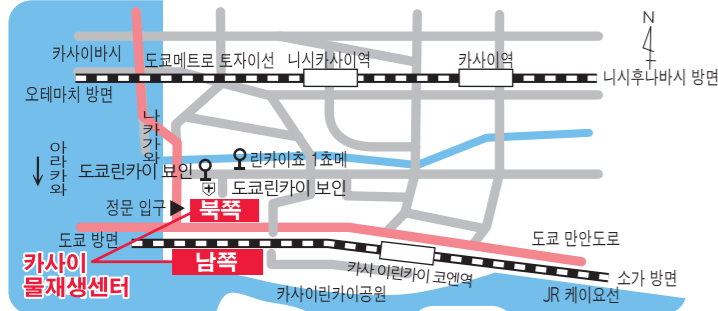 N
카사이바시
도쿄메트로 토자이선
니시카사이역
카사이역
니시후나바시 방면
오테마치 방면
나카가와
아라카와
린카이쵸 1쵸메
도쿄린카이 뵤인
도쿄린카이 보인
정문 입구
북쪽
도쿄 방면
도쿄 만안도로
카사이
물재생센터
남쪽
카사이린카이코엔역
소가 방면
카사이린카이공원
JR 케이요선